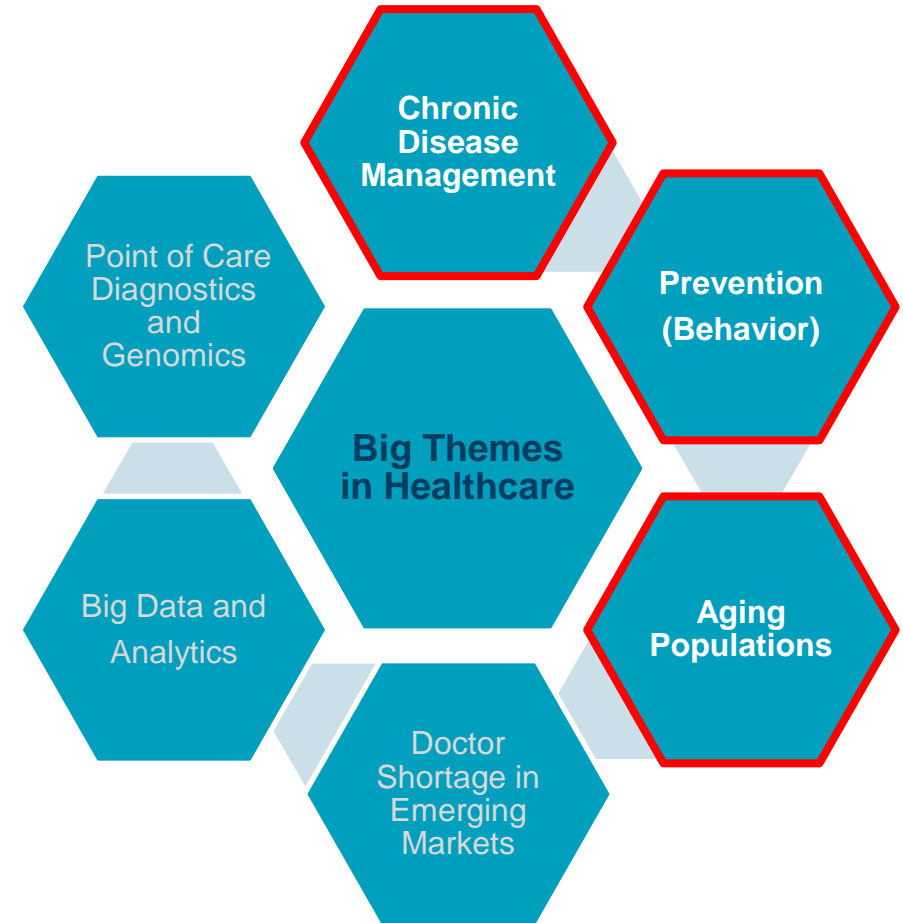 Chronic
Disease
Management
Point of Care
Diagnostics
and
Genomics
Prevention
(Behavior)
Big Themes
in Healthcare
Big Data and
Analytics
Aging
Populations
Doctor
Shortage in
Emerging
Markets